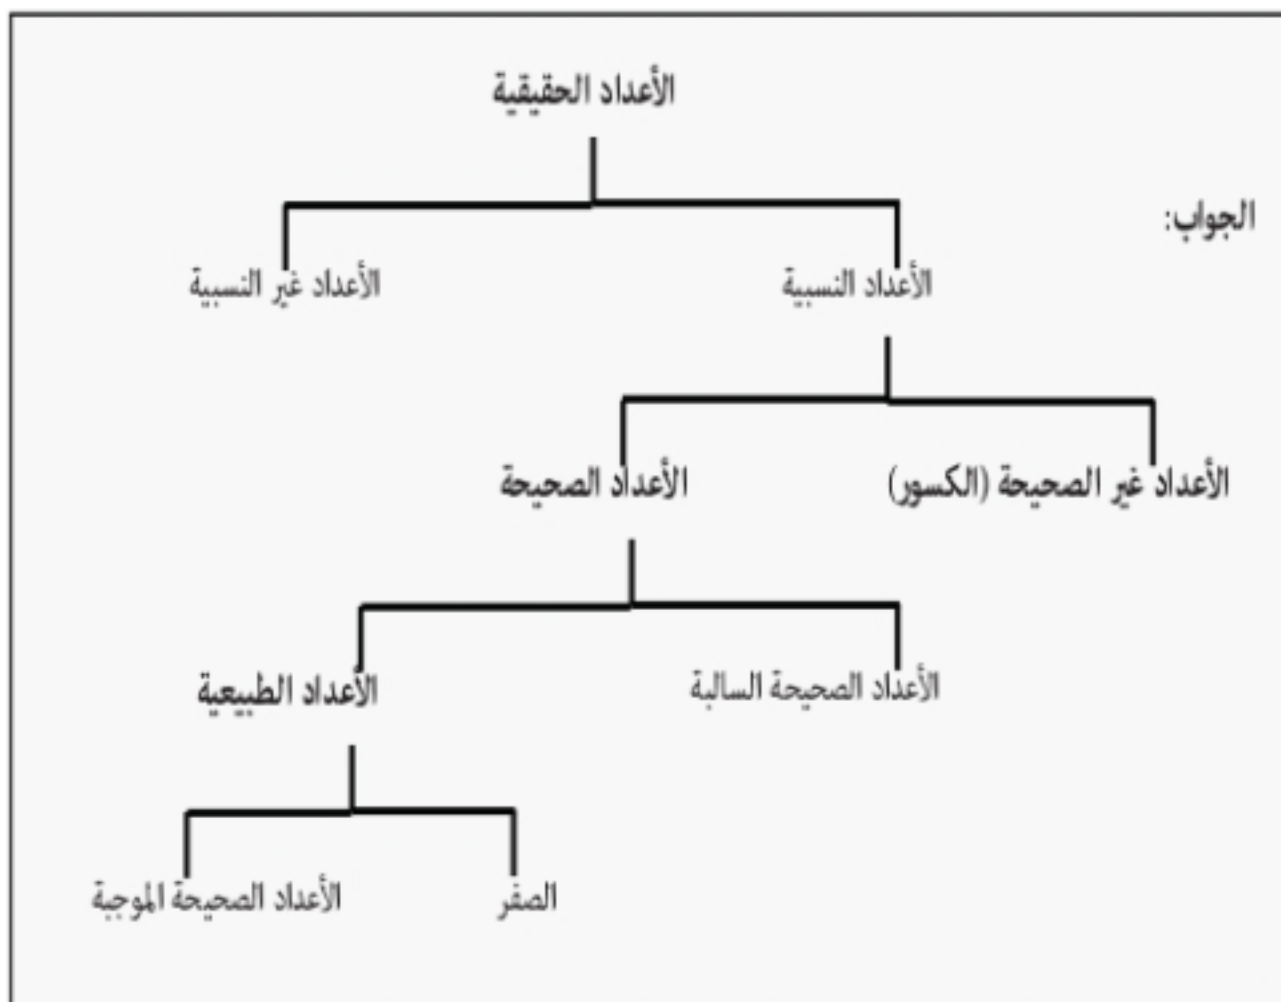 الأعداد الحقيقية
الجواب:
الأعداد النسبية
الأعداد غير النسبية
الأعداد غير الصحيحة (الكسور)
الأعداد الصحيحة
الأعداد الصحيحة السالبة
الأعداد الطبيعية
الصفر
الأعداد الصحيحة الموجبة